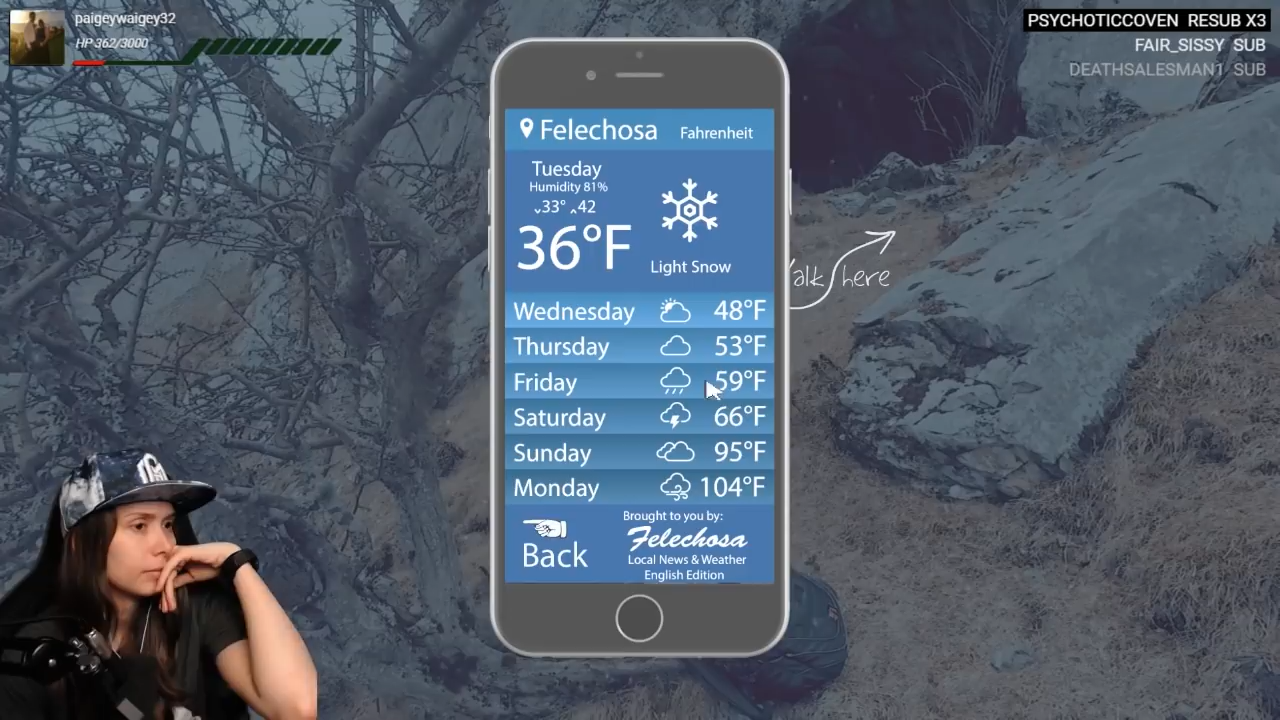 paigeywaigey32
HP 362/3000
PSYCHOTICCOVEN RESUB X3
FAIR_SISSY SUB
DEATHSALESMAN1 SUB
Felechosa Fahrenheit
Tuesday
Humidity 81%
33° 42
36°F
Light Snow
alk here
Wednesday 48°F
Thursday 53°F
Friday 59°F
Saturday 66°F
Sunday 95°F
Monday 104°F
Back
Brought to you by:
Felechosa
Local News & Weather
English Edition